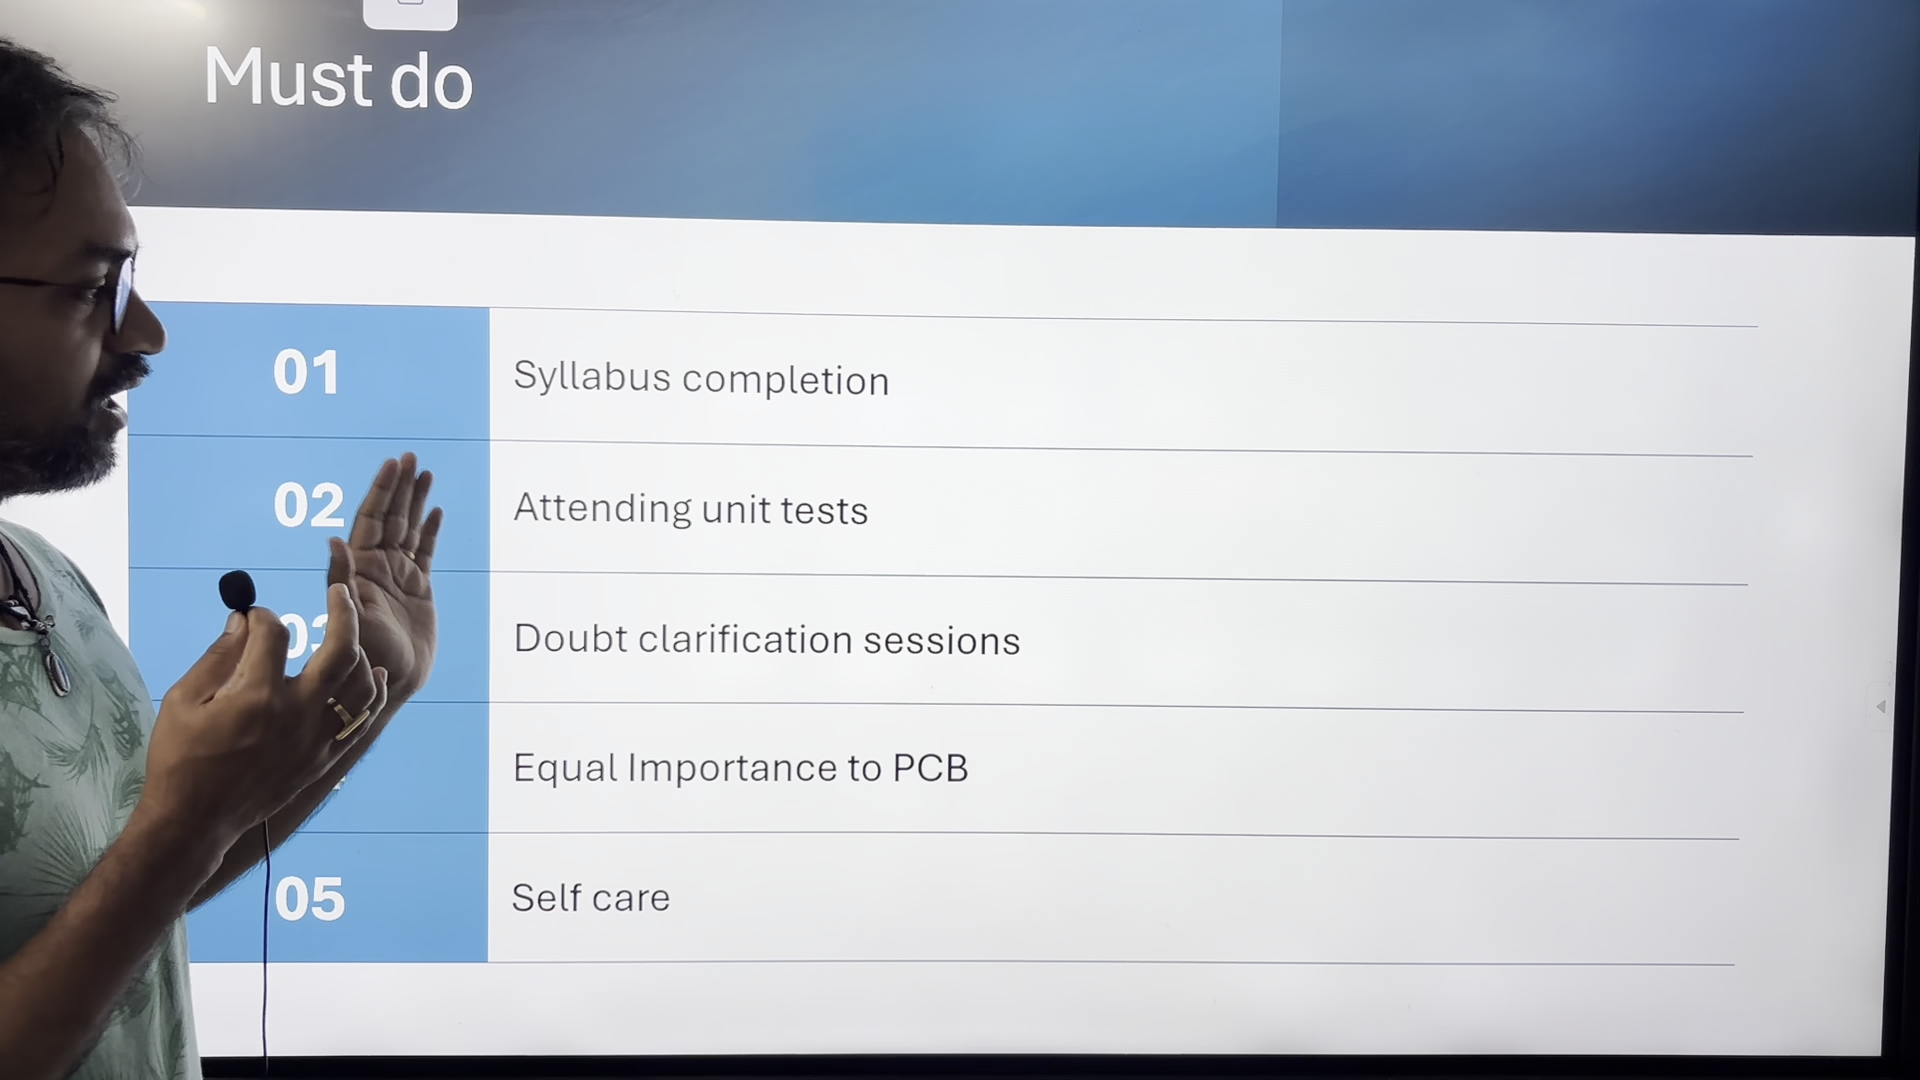 Must do
01 Syllabus completion
02 Attending unit tests
03 Doubt clarification sessions
Equal Importance to PCB
05 Self care